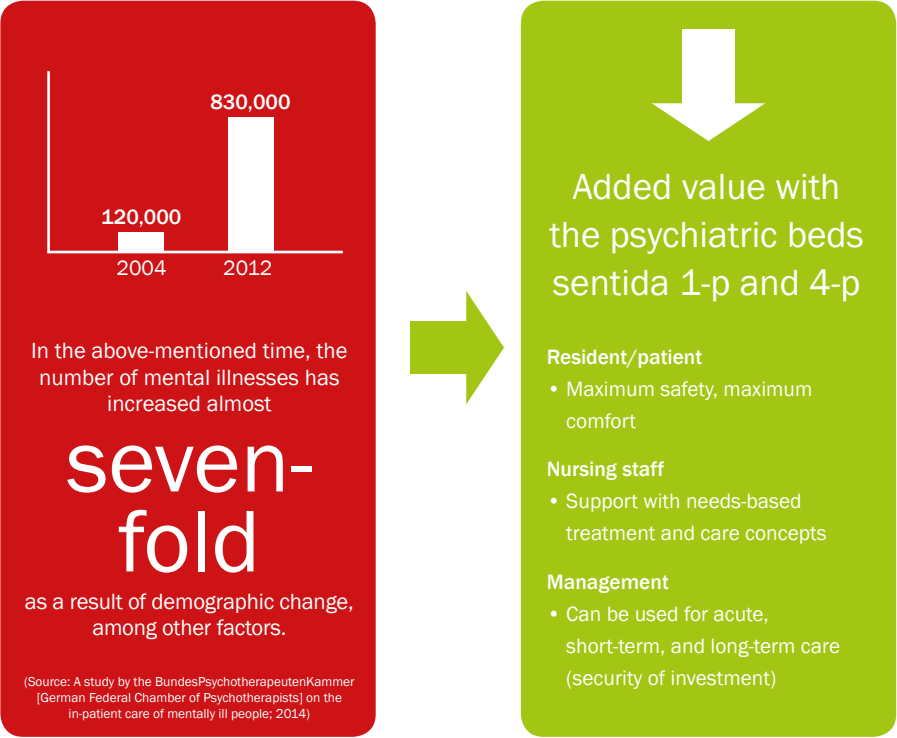 830,000
120,000
2004
2012
In the above-mentioned time, the
number of mental illnesses has
increased almost
seven-
fold
as a result of demographic change,
among other factors.
(Source: A study by the BundesPsychotherapeutenKammer
[German Federal Chamber of Psychotherapists] on the
in-patient care of mentally ill people; 2014)
Added value with
the psychiatric beds
sentida 1-p and 4-p
Resident/patient
• Maximum safety, maximum
comfort
Nursing staff
• Support with needs-based
treatment and care concepts
Management
• Can be used for acute,
short-term, and long-term care
(security of investment)